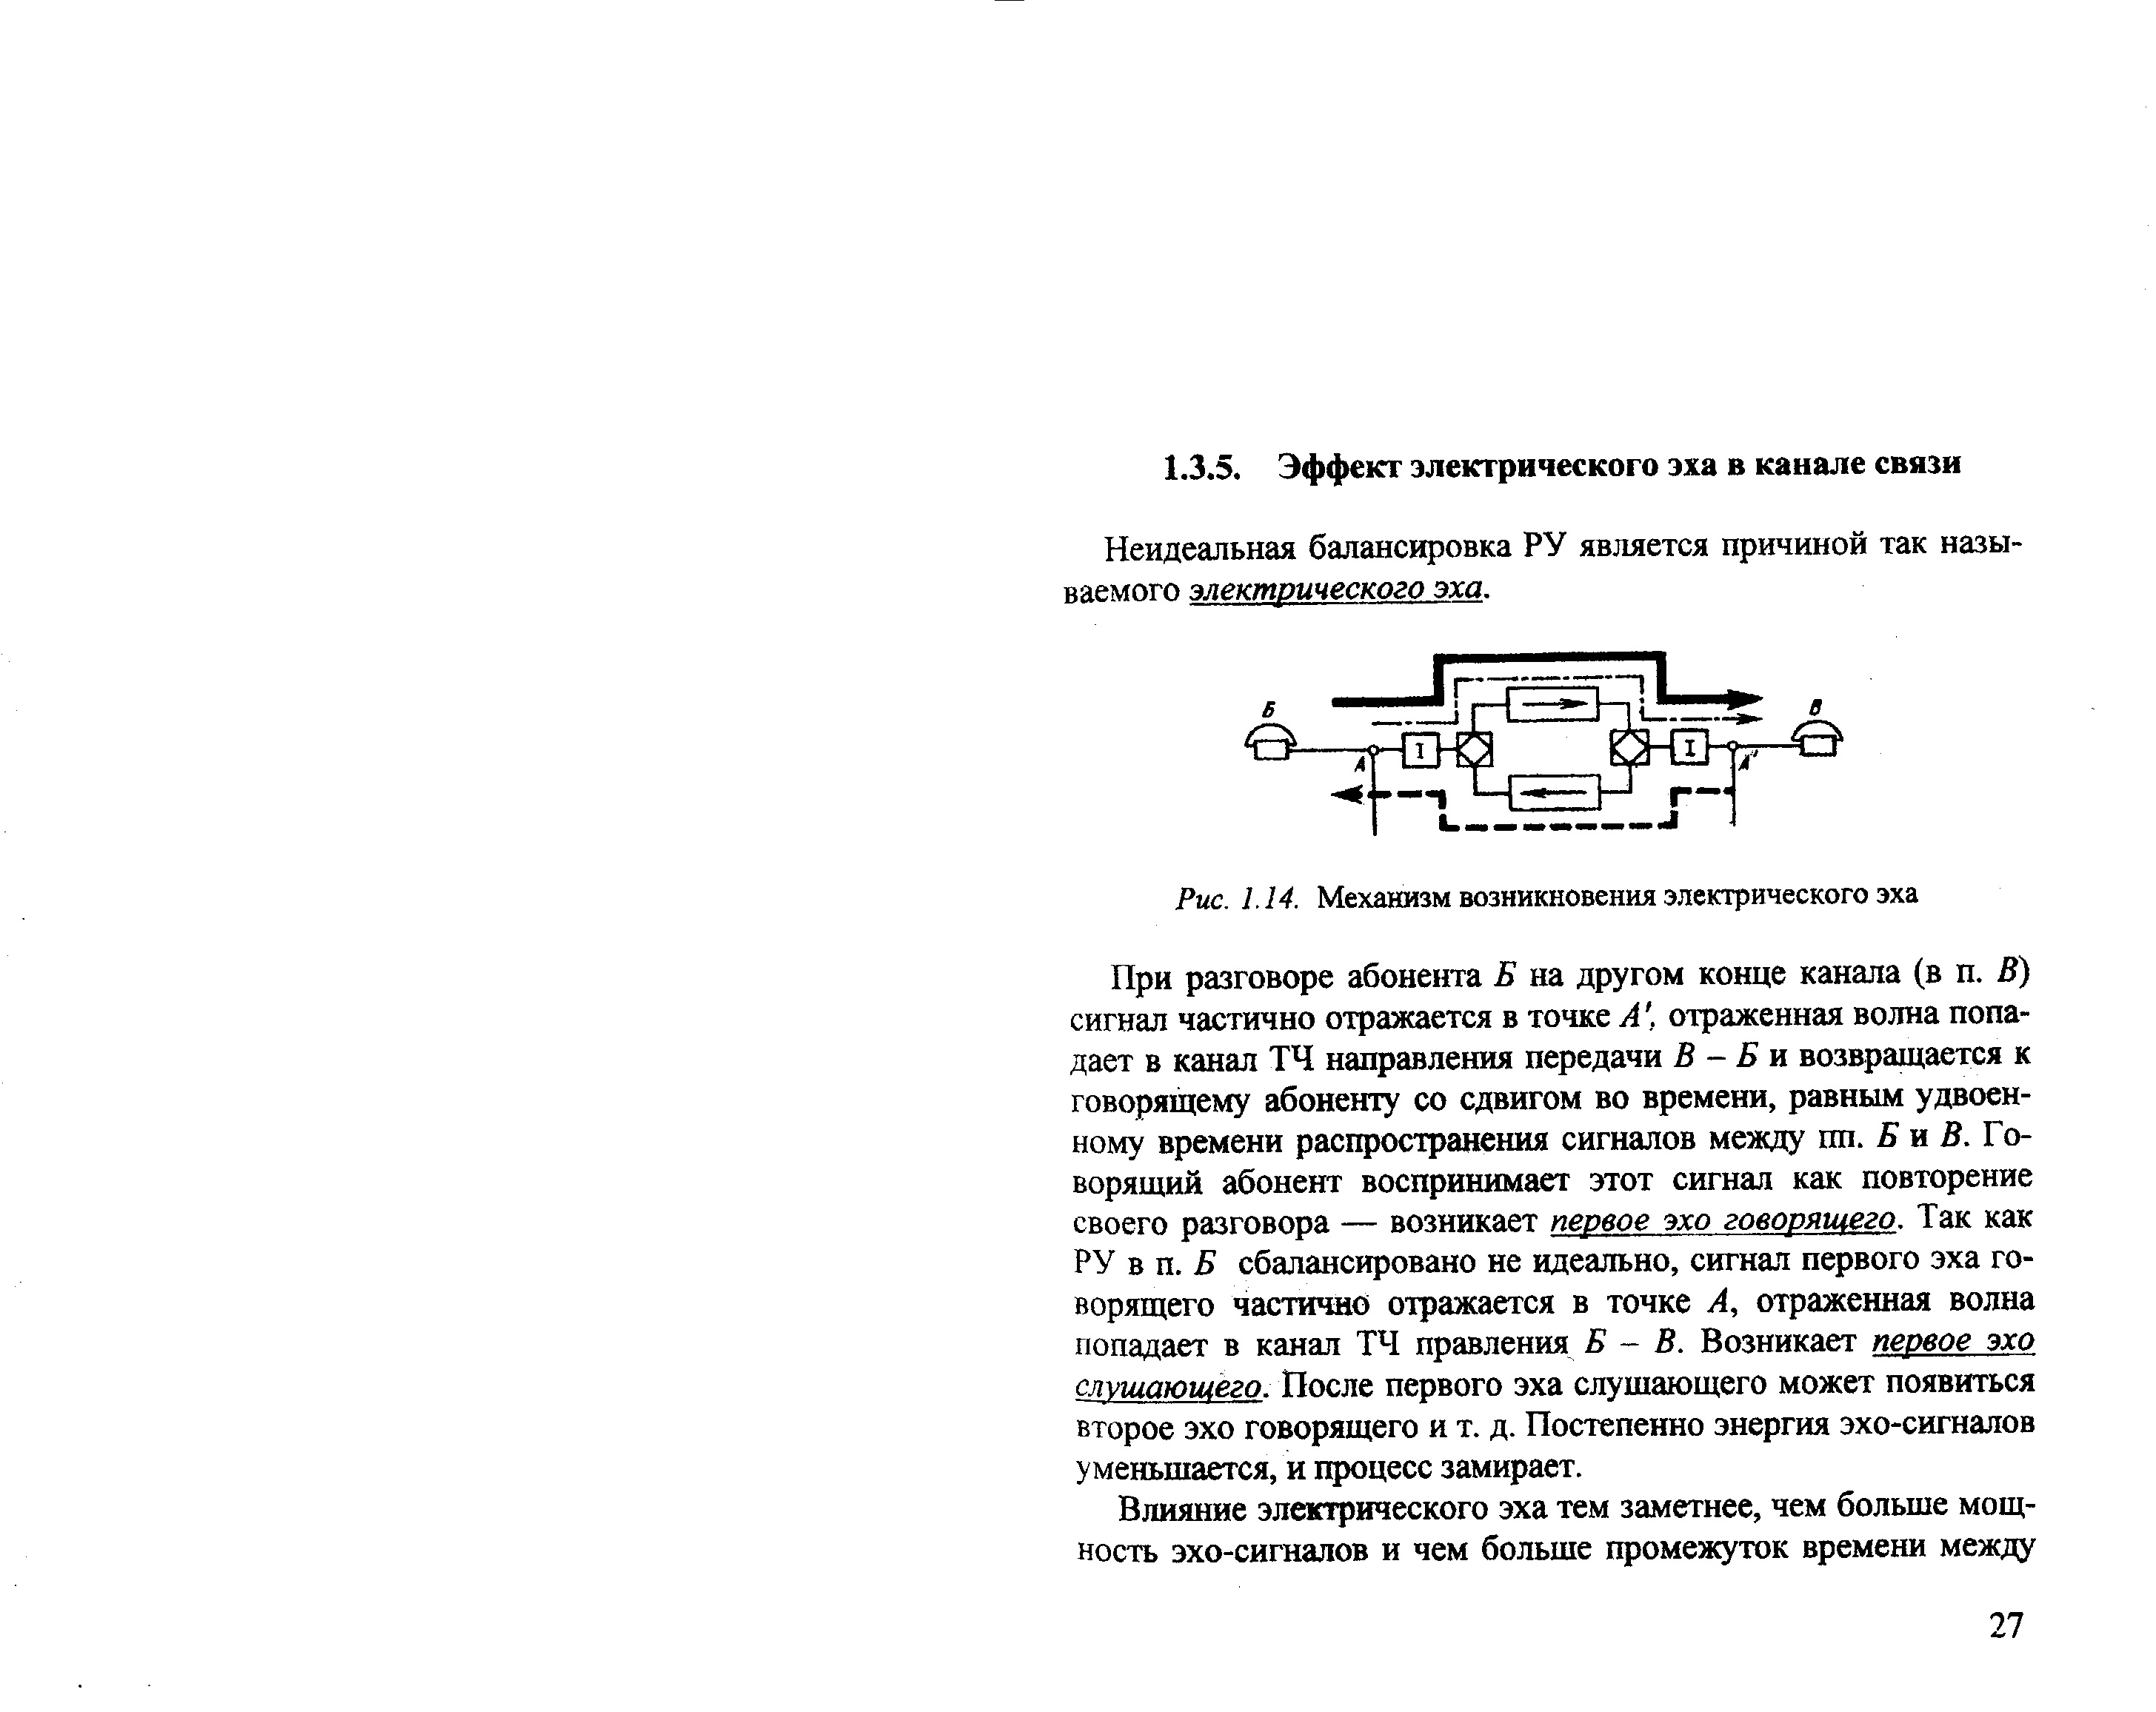 1.3.5. Эффект электрического эха в канале связи
Неидеальная балансировка РУ является причиной так назы-
ваемого электрического эха.
Б
В
А
I
I
А'
Рис. 1.14. Механизм возникновения электрического эха
При разговоре абонента Б на другом конце канала (в п. В)
сигнал частично отражается в точке А', отраженная волна попа-
дает в канал ТЧ направления передачи В – Б и возвращается к
говорящему абоненту со сдвигом во времени, равным удвоен-
ному времени распространения сигналов между пп. Б и В. Го-
ворящий абонент воспринимает этот сигнал как повторение
своего разговора — возникает первое эхо говорящего. Так как
РУ в п. Б сбалансировано не идеально, сигнал первого эха го-
ворящего частично отражается в точке А, отраженная волна
попадает в канал ТЧ правления Б – В. Возникает первое эхо
слушающего. После первого эха слушающего может появиться
второе эхо говорящего и т. д. Постепенно энергия эхо-сигналов
уменьшается, и процесс замирает.
Влияние электрического эха тем заметнее, чем больше мощ-
ность эхо-сигналов и чем больше промежуток времени между
27